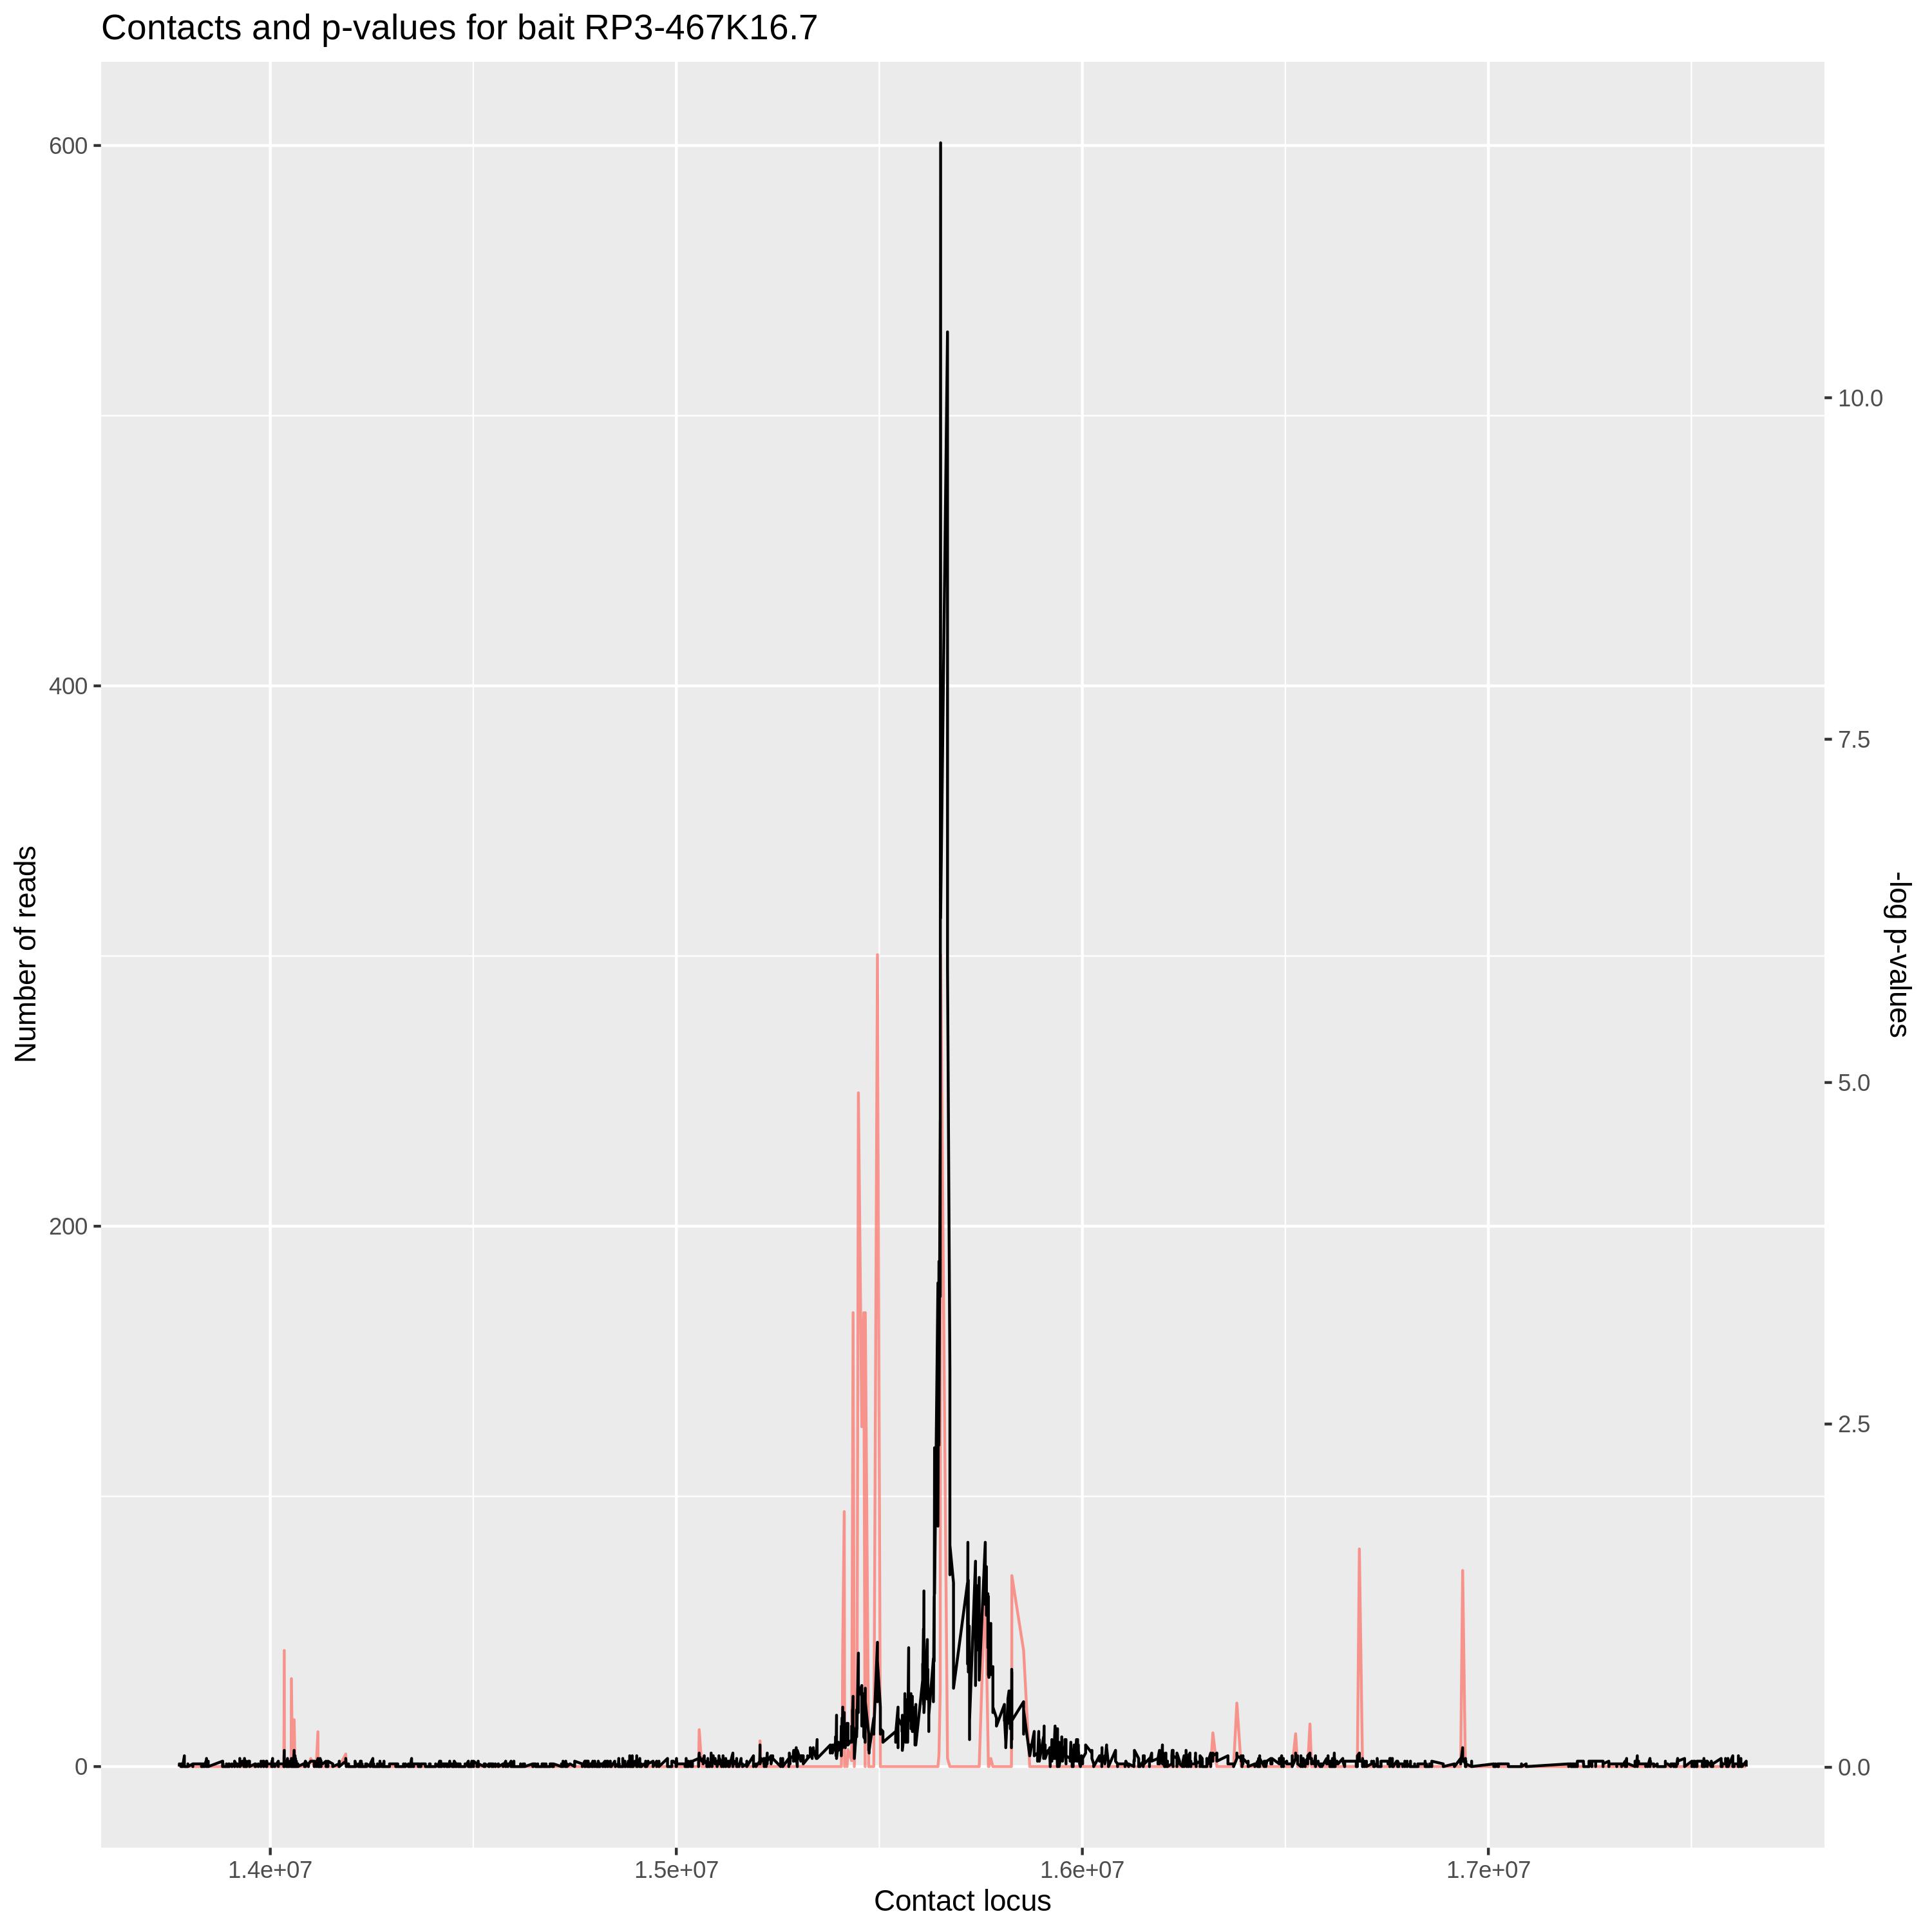 Contacts and p-values for bait RP3-467K16.7
600
400
200
0
Number of reads
10.0
7.5
5.0
2.5
0.0
-log p-values
1.4e+07
1.5e+07
1.6e+07
1.7e+07
Contact locus